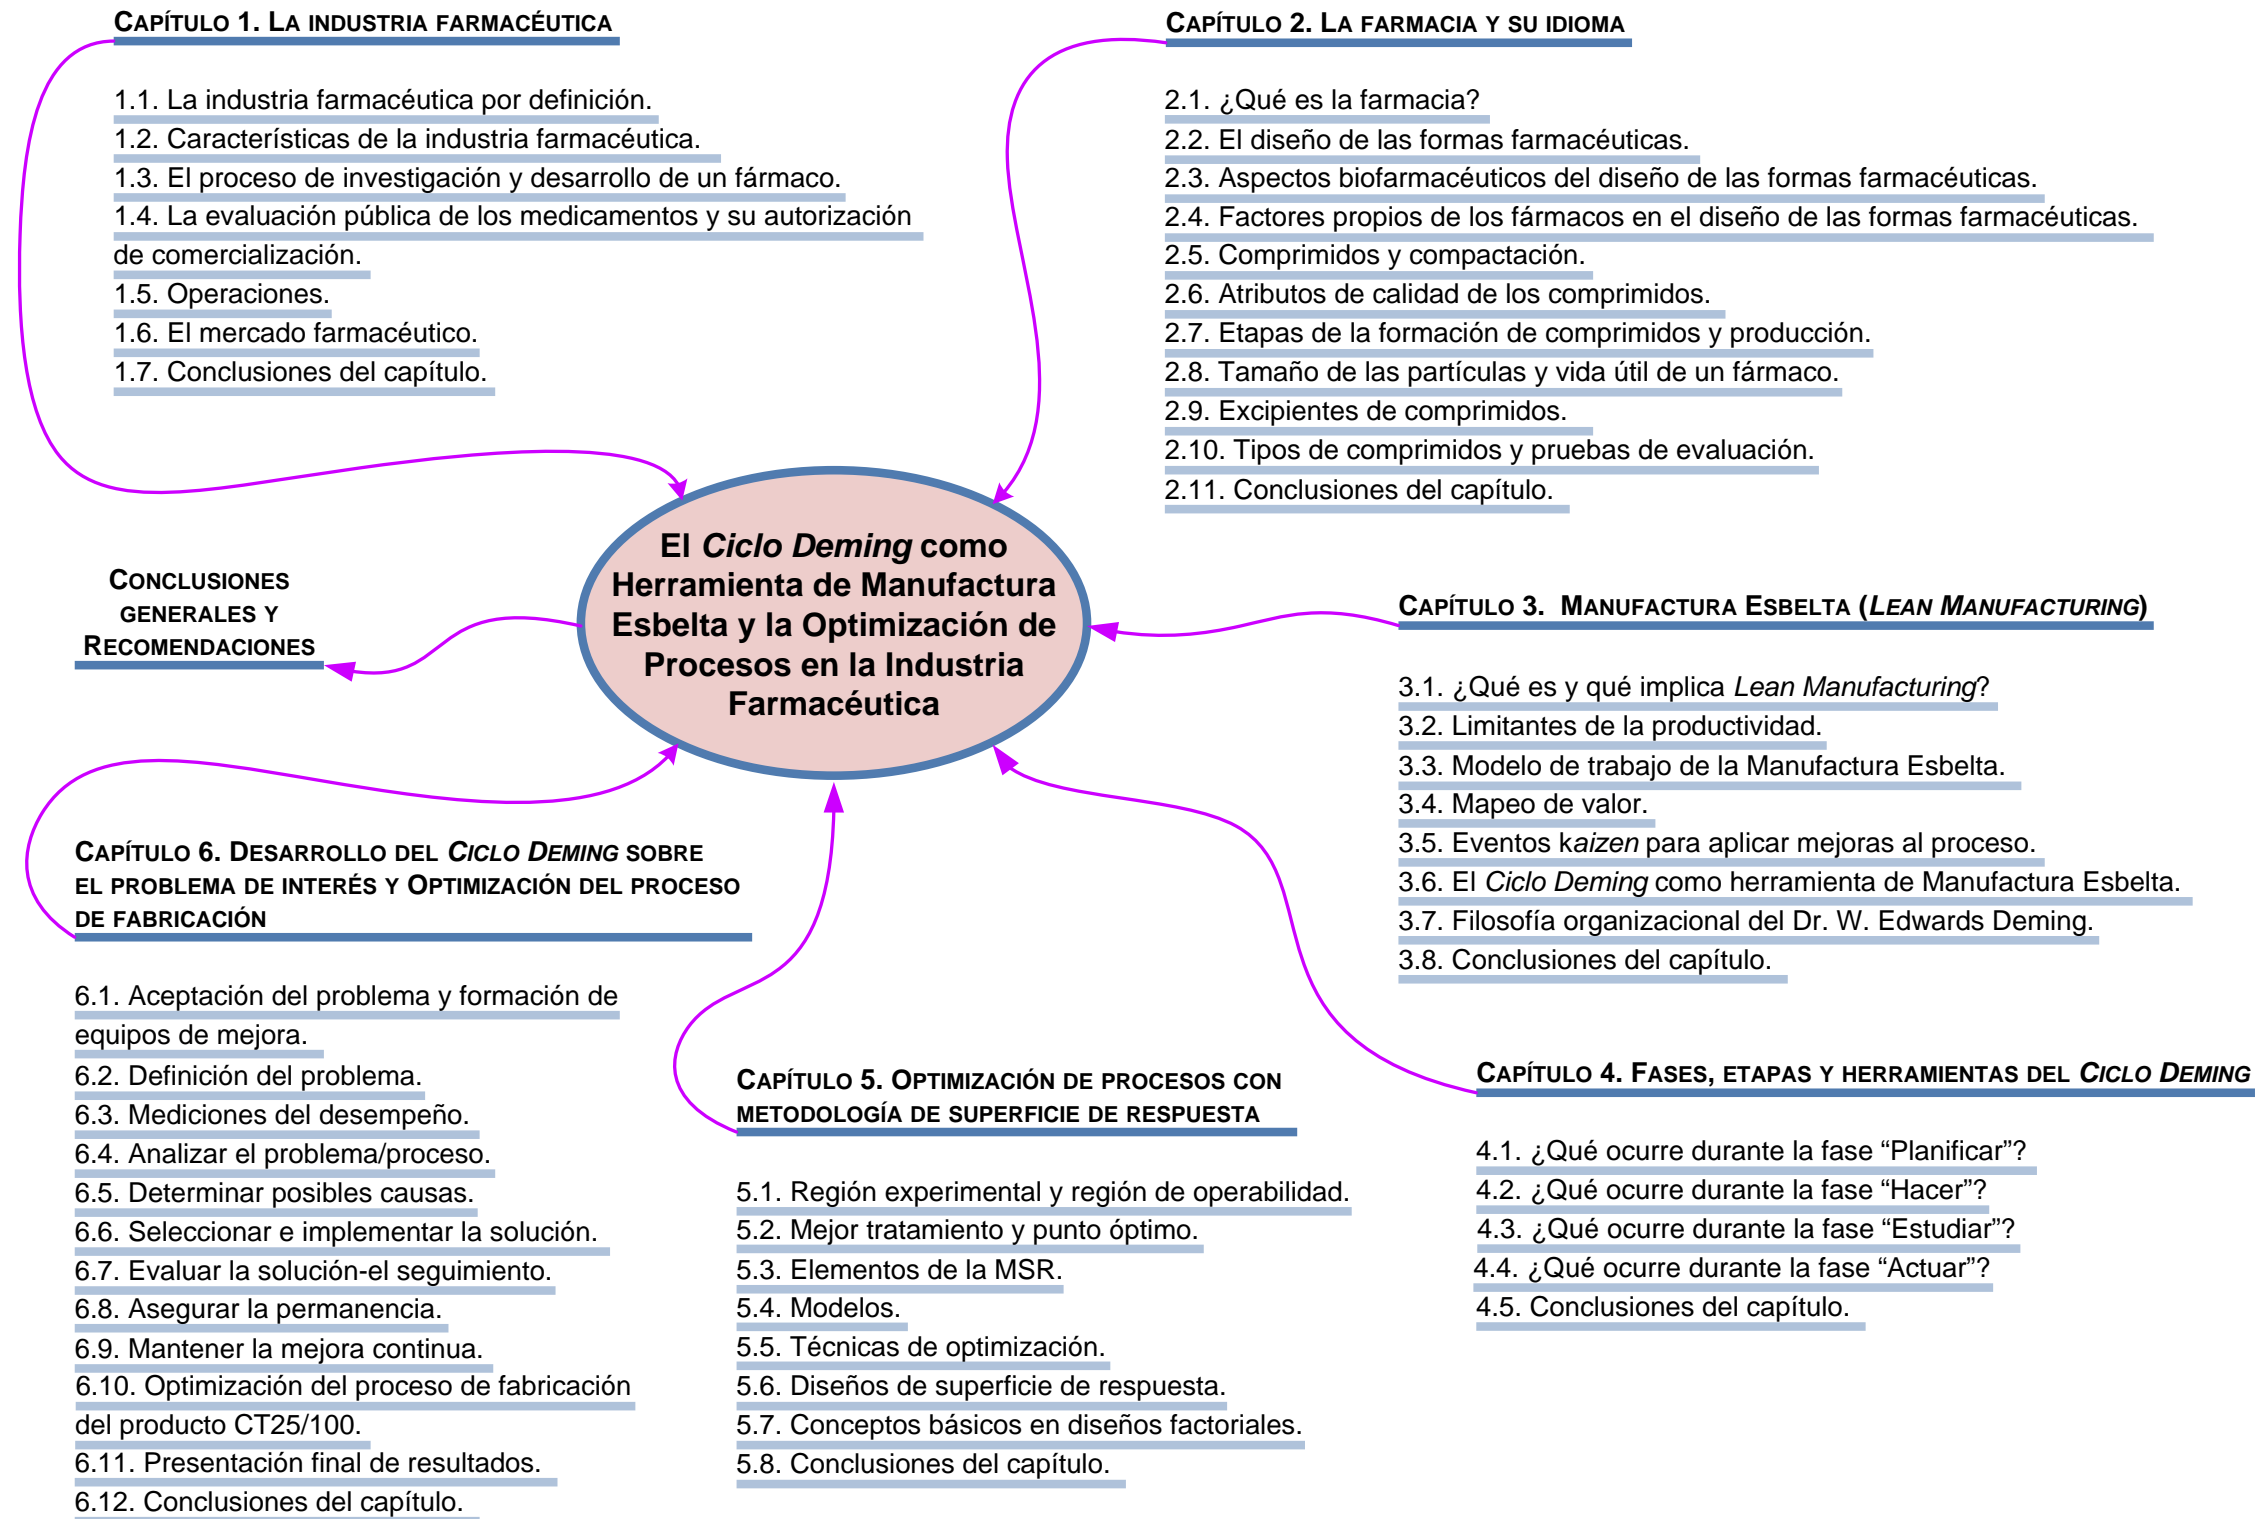 CAPÍTULO 1. LA INDUSTRIA FARMACÉUTICA
1.1. La industria farmacéutica por definición.
1.2. Características de la industria farmacéutica.
1.3. El proceso de investigación y desarrollo de un fármaco.
1.4. La evaluación pública de los medicamentos y su autorización
de comercialización.
1.5. Operaciones.
1.6. El mercado farmacéutico.
1.7. Conclusiones del capítulo.
CAPÍTULO 2. LA FARMACIA Y SU IDIOMA
2.1. ¿Qué es la farmacia?
2.2. El diseño de las formas farmacéuticas.
2.3. Aspectos biofarmacéuticos del diseño de las formas farmacéuticas.
2.4. Factores propios de los fármacos en el diseño de las formas farmacéuticas.
2.5. Comprimidos y compactación.
2.6. Atributos de calidad de los comprimidos.
2.7. Etapas de la formación de comprimidos y producción.
2.8. Tamaño de las partículas y vida útil de un fármaco.
2.9. Excipientes de comprimidos.
2.10. Tipos de comprimidos y pruebas de evaluación.
2.11. Conclusiones del capítulo.
El Ciclo Deming como
Herramienta de Manufactura
Esbelta y la Optimización de
Procesos en la Industria
Farmacéutica
CONCLUSIONES
GENERALES Y
RECOMENDACIONES
CAPÍTULO 3. MANUFACTURA ESBELTA (LEAN MANUFACTURING)
3.1. ¿Qué es y qué implica Lean Manufacturing?
3.2. Limitantes de la productividad.
3.3. Modelo de trabajo de la Manufactura Esbelta.
3.4. Mapeo de valor.
3.5. Eventos kaizen para aplicar mejoras al proceso.
3.6. El Ciclo Deming como herramienta de Manufactura Esbelta.
3.7. Filosofía organizacional del Dr. W. Edwards Deming.
3.8. Conclusiones del capítulo.
CAPÍTULO 6. DESARROLLO DEL CICLO DEMING SOBRE
EL PROBLEMA DE INTERÉS Y OPTIMIZACIÓN DEL PROCESO
DE FABRICACIÓN
6.1. Aceptación del problema y formación de
equipos de mejora.
6.2. Definición del problema.
6.3. Mediciones del desempeño.
6.4. Analizar el problema/proceso.
6.5. Determinar posibles causas.
6.6. Seleccionar e implementar la solución.
6.7. Evaluar la solución-el seguimiento.
6.8. Asegurar la permanencia.
6.9. Mantener la mejora continua.
6.10. Optimización del proceso de fabricación
del producto CT25/100.
6.11. Presentación final de resultados.
6.12. Conclusiones del capítulo.
CAPÍTULO 5. OPTIMIZACIÓN DE PROCESOS CON
METODOLOGÍA DE SUPERFICIE DE RESPUESTA
5.1. Región experimental y región de operabilidad.
5.2. Mejor tratamiento y punto óptimo.
5.3. Elementos de la MSR.
5.4. Modelos.
5.5. Técnicas de optimización.
5.6. Diseños de superficie de respuesta.
5.7. Conceptos básicos en diseños factoriales.
5.8. Conclusiones del capítulo.
CAPÍTULO 4. FASES, ETAPAS Y HERRAMIENTAS DEL CICLO DEMING
4.1. ¿Qué ocurre durante la fase “Planificar”?
4.2. ¿Qué ocurre durante la fase “Hacer”?
4.3. ¿Qué ocurre durante la fase “Estudiar”?
4.4. ¿Qué ocurre durante la fase “Actuar”?
4.5. Conclusiones del capítulo.